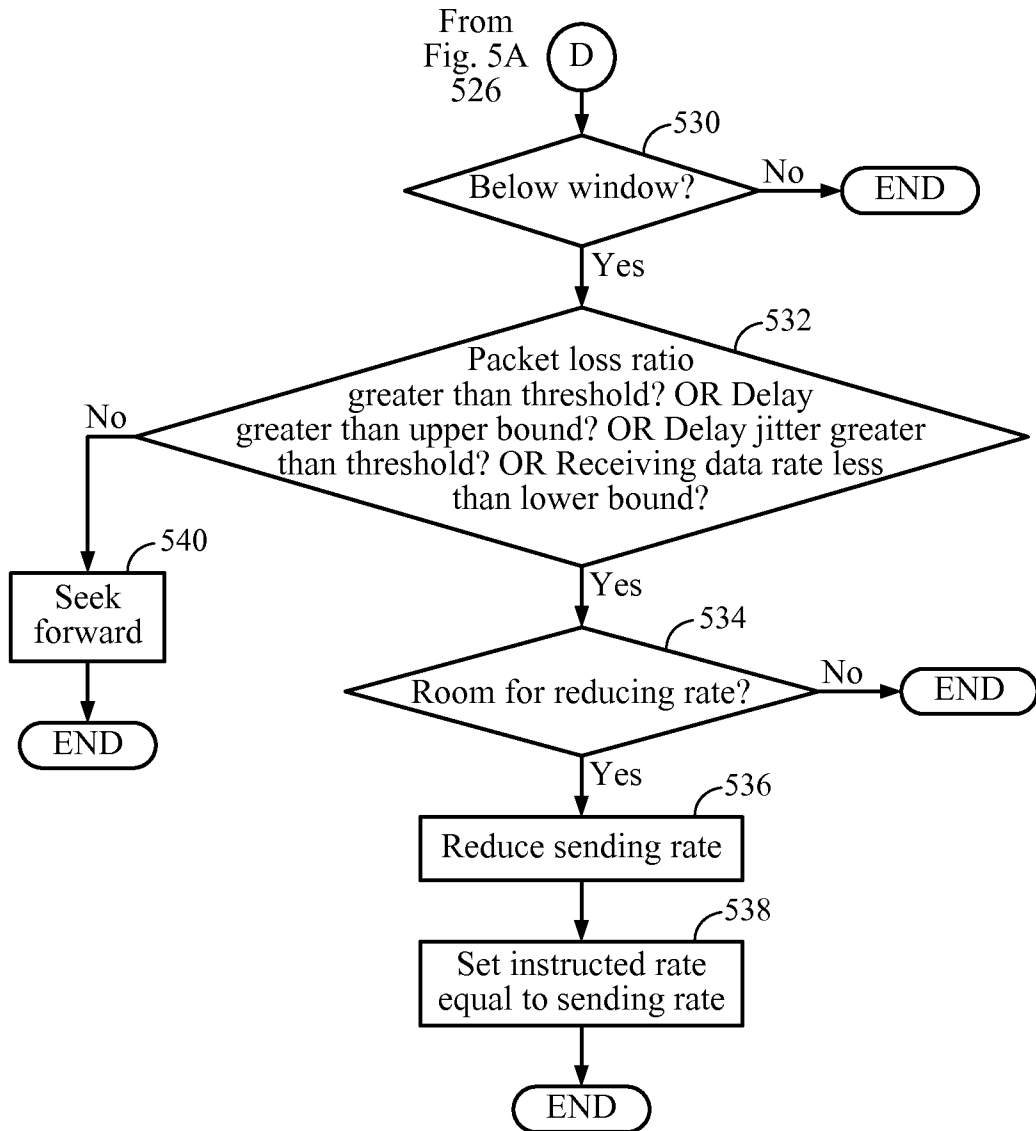 From
Fig. 5A
526
D
530
Below window?
No
END
Yes
532
Packet loss ratio
greater than threshold? OR Delay
greater than upper bound? OR Delay jitter greater
than threshold? OR Receiving data rate less
than lower bound?
No
540
Seek
forward
END
Yes
534
Room for reducing rate?
No
END
Yes
536
Reduce sending rate
538
Set instructed rate
equal to sending rate
END